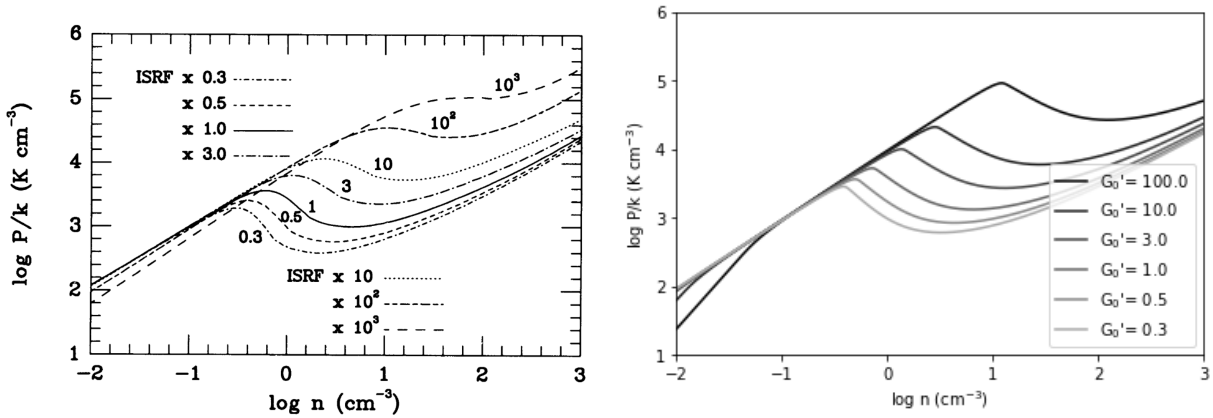 6
5
4
3
2
1
log P/k (K cm⁻³)
ISRF x 0.3
x 0.5
x 1.0
x 3.0
10³
10²
10
3
1
0.5
0.3
ISRF x 10
x 10²
x 10³
−2 −1 0 1 2 3
log n (cm⁻³)
6
5
4
3
2
1
log P/k (K cm⁻³)
G₀'= 100.0
G₀'= 10.0
G₀'= 3.0
G₀'= 1.0
G₀'= 0.5
G₀'= 0.3
−2 −1 0 1 2 3
log n (cm⁻³)